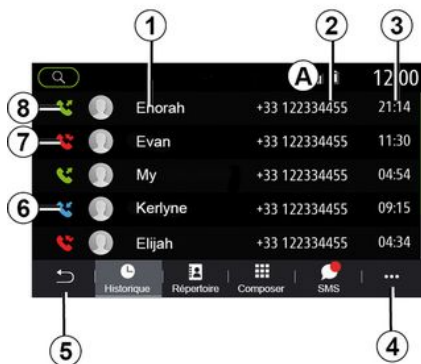 1 2 3
A 12:00
8 Enorah +33 122334455 21:14
7 Evan +33 122334455 11:30
My +33 122334455 04:54
6 Kerlyne +33 122334455 09:15
Elijah +33 122334455 04:34
Historique Répertoire Composer SMS ...
5 4